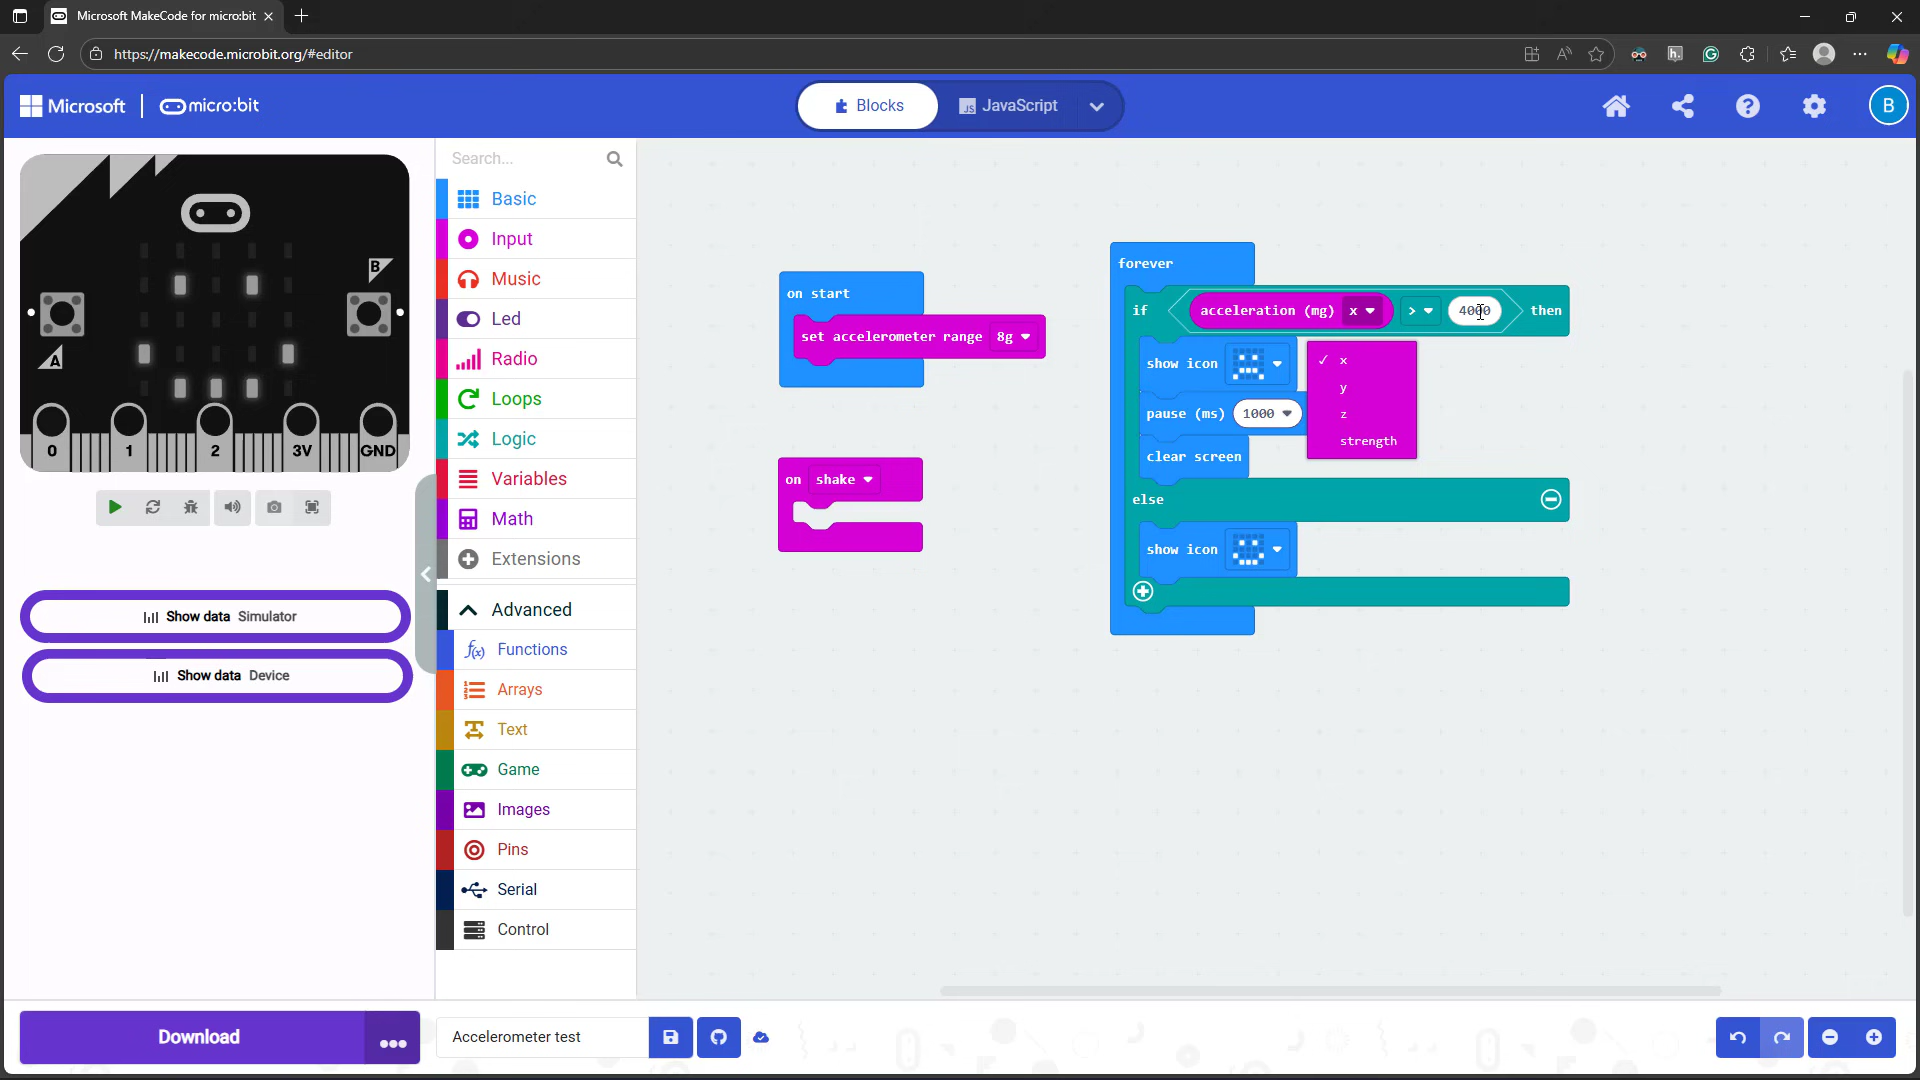 Microsoft MakeCode for micro:bit
https://makecode.microbit.org/#editor
Microsoft
micro:bit
Blocks
JavaScript
B
B
A
0 1 2 3V GND
Show data Simulator
Show data Device
Search...
Basic
Input
Music
Led
Radio
Loops
Logic
Variables
Math
Extensions
Advanced
Functions
Arrays
Text
Game
Images
Pins
Serial
Control
on start
set accelerometer range 8g
on shake
forever
if acceleration (mg) x > 4000 then
show icon
x
y
z
strength
pause (ms) 1000
clear screen
else
show icon
Download
Accelerometer test